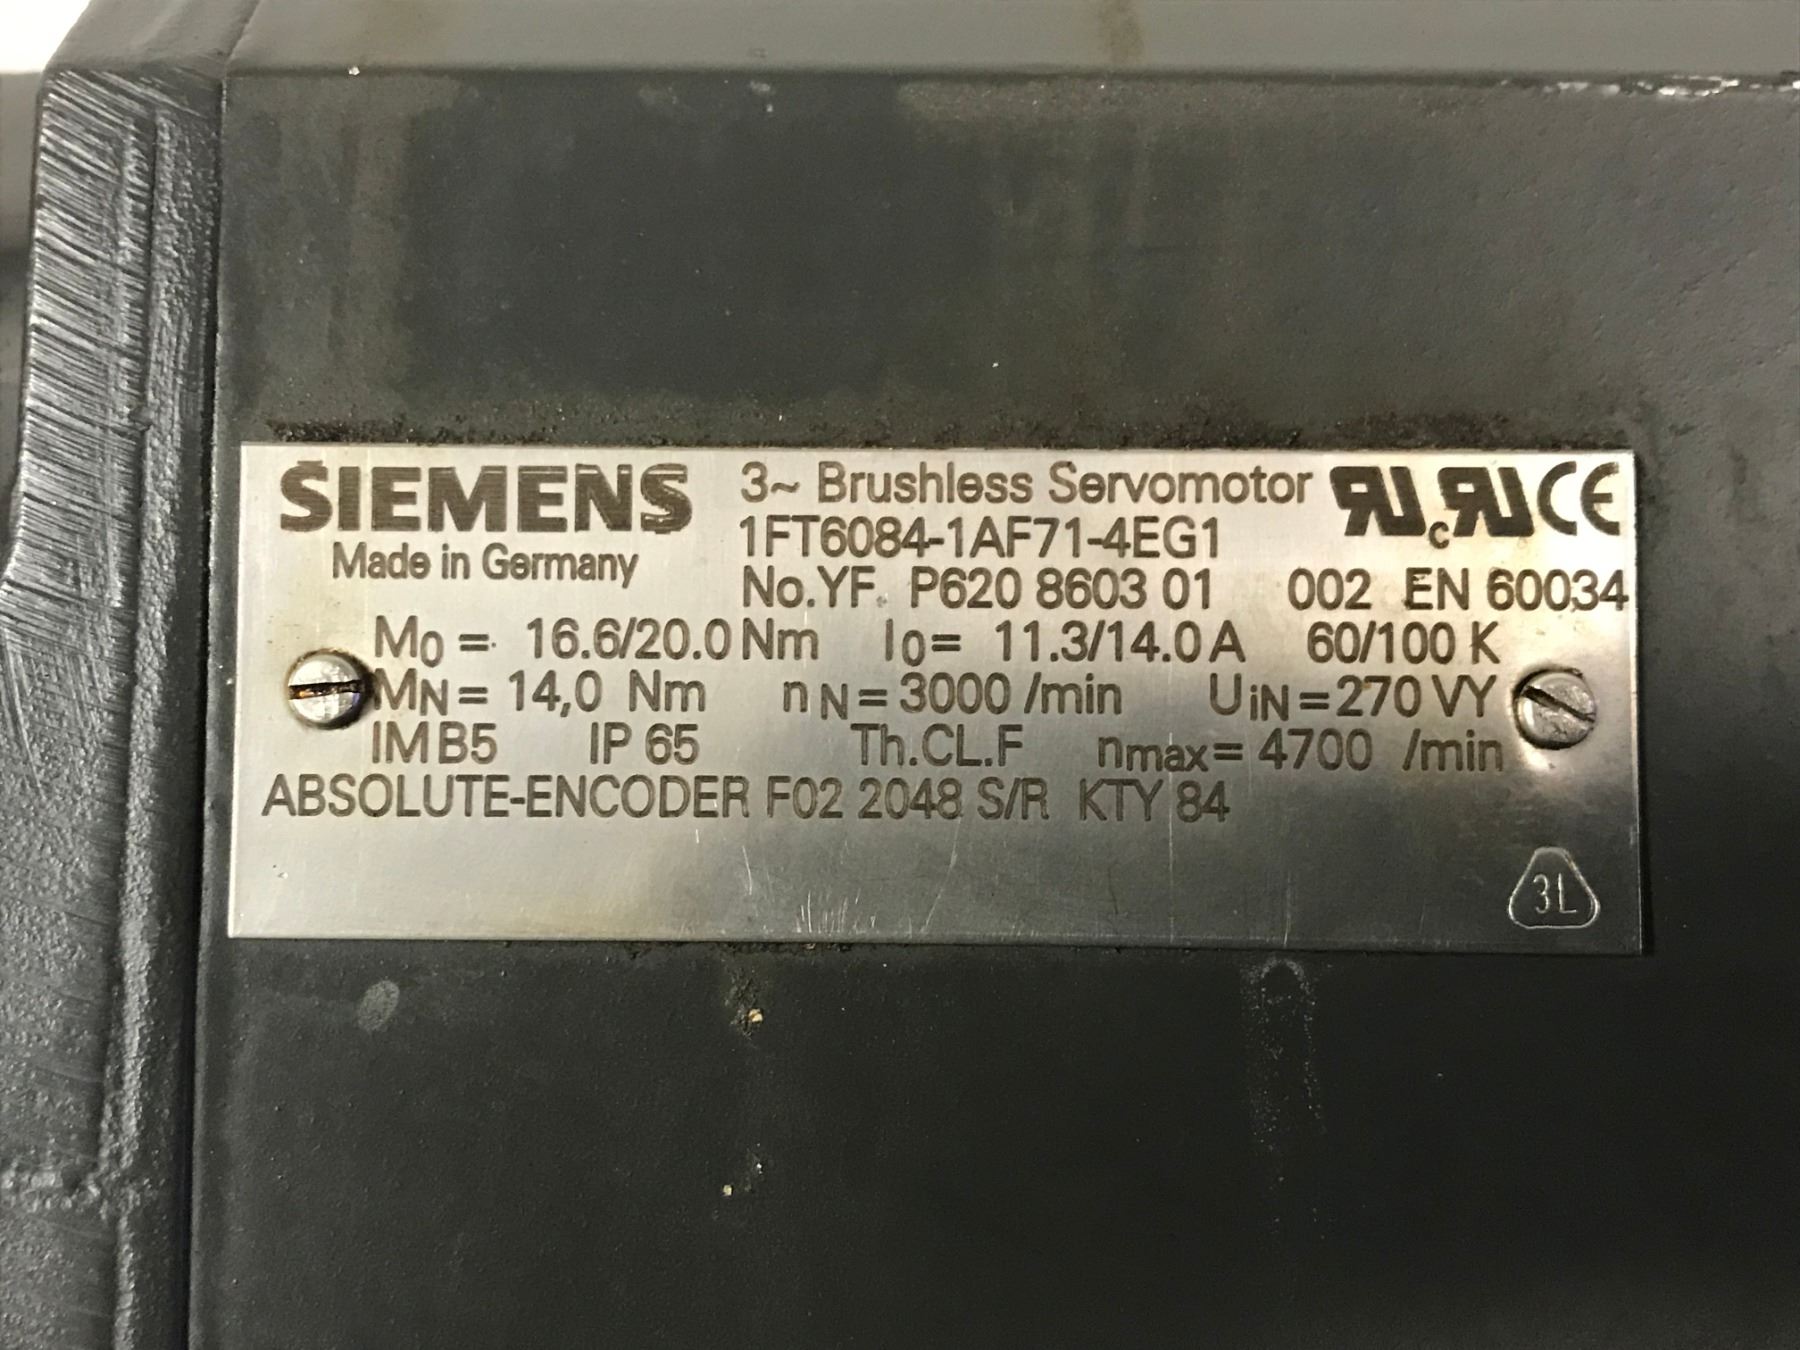 SIEMENS
Made in Germany
3~ Brushless Servomotor
1FT6084-1AF71-4EG1
No.YF P620 8603 01 002 EN 60034
M0 = 16.6/20.0 Nm I0= 11.3/14.0 A 60/100 K
MN= 14,0 Nm nN=3000 /min UiN=270 VY
IM B5 IP 65 Th.CL.F nmax= 4700 /min
ABSOLUTE-ENCODER F02 2048 S/R KTY 84
3L